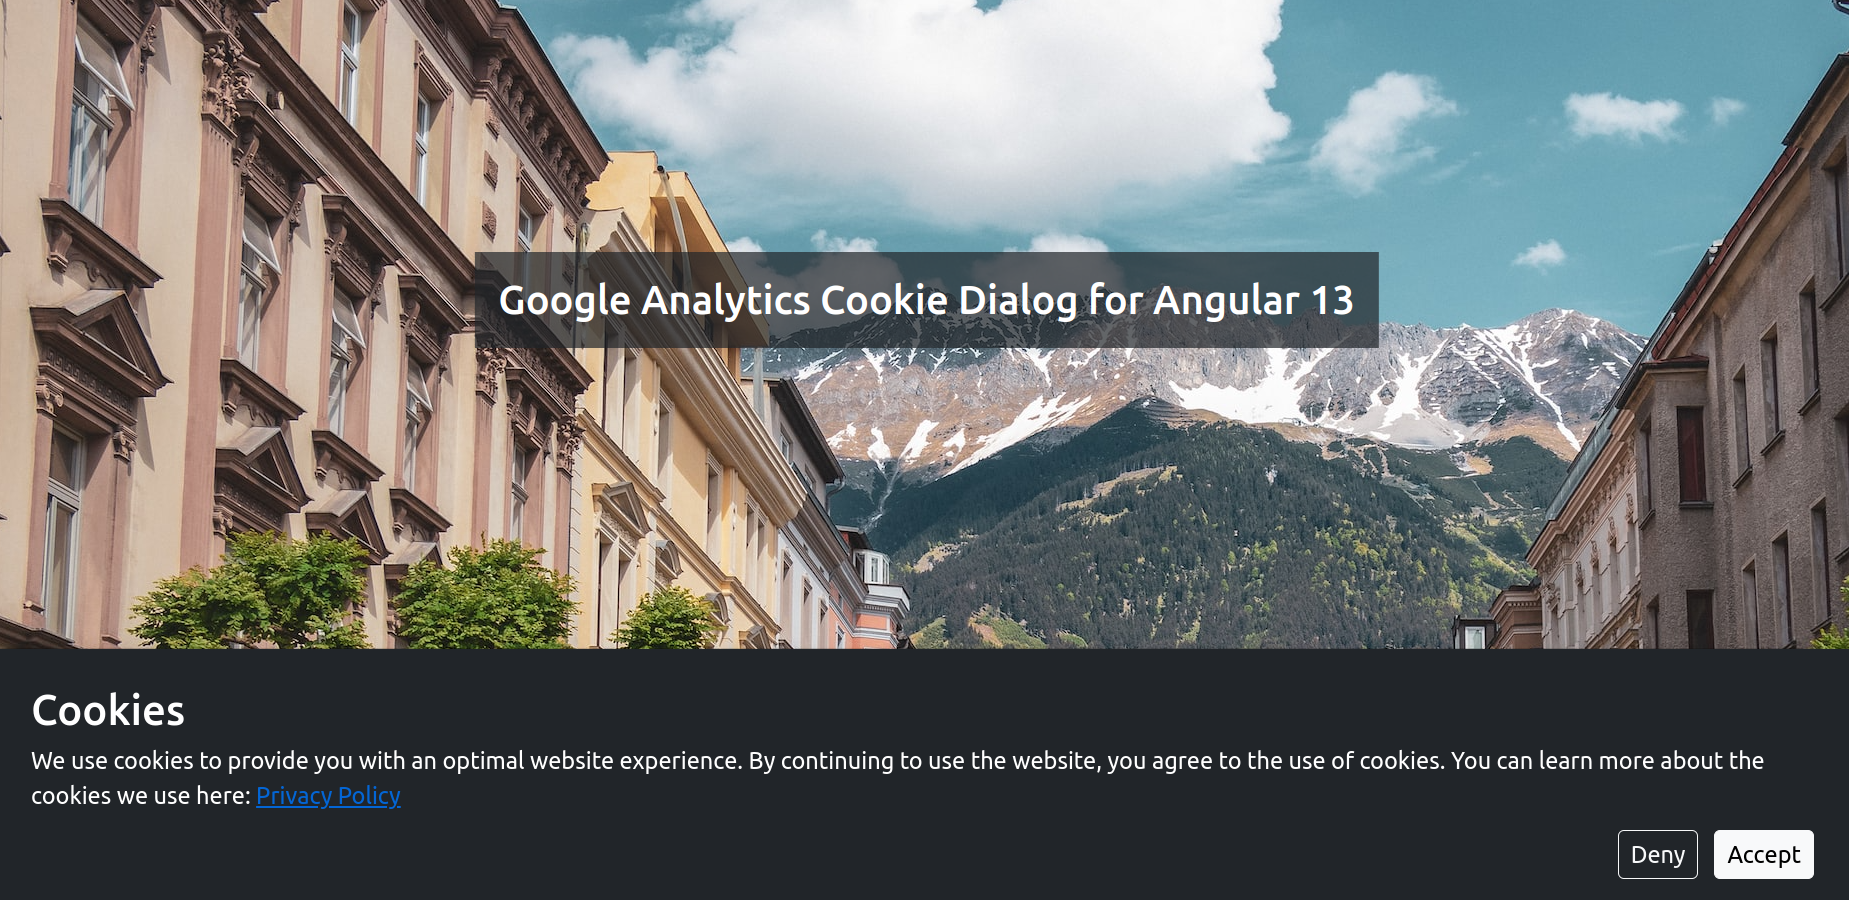 Google Analytics Cookie Dialog for Angular 13
Cookies
We use cookies to provide you with an optimal website experience. By continuing to use the website, you agree to the use of cookies. You can learn more about the
cookies we use here: Privacy Policy
Deny Accept